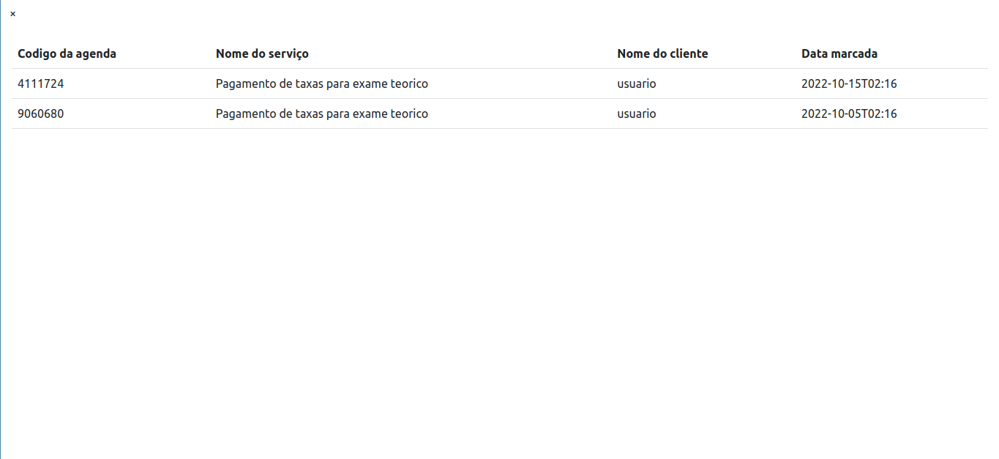 ×
Codigo da agenda Nome do serviço Nome do cliente Data marcada
4111724 Pagamento de taxas para exame teorico usuario 2022-10-15T02:16
9060680 Pagamento de taxas para exame teorico usuario 2022-10-05T02:16